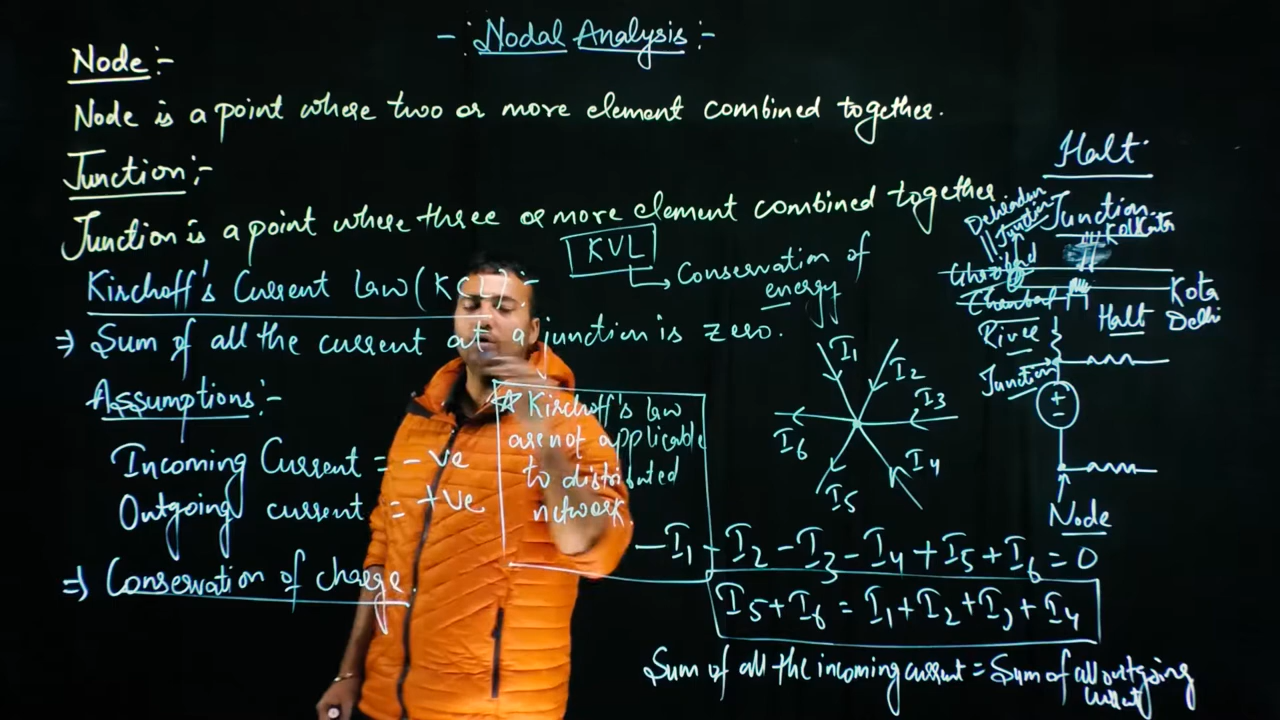 -: Nodal Analysis :-
Node :-
Node is a point where two or more element combined together.
Junction :-
Junction is a point where three or more element combined together
KVL
Conservation of
energy
Kirchoff's Current Law (KCL) :-
⇒ Sum of all the current at a junction is zero.
Assumptions :-
Incoming Current = -ve
Outgoing current = +ve
⇒ Conservation of charge.
☆ Kirchoff's law
are not applicable
to distributed
network.
I1
I2
I3
I4
I5
I6
-I1 - I2 - I3 - I4 + I5 + I6 = 0
I5 + I6 = I1 + I2 + I3 + I4
Sum of all the incoming current = Sum of all outgoing
current
Halt
Junction
Kolkata
Junction
Kota
Delhi
Halt
River
Junction
+
-
Node